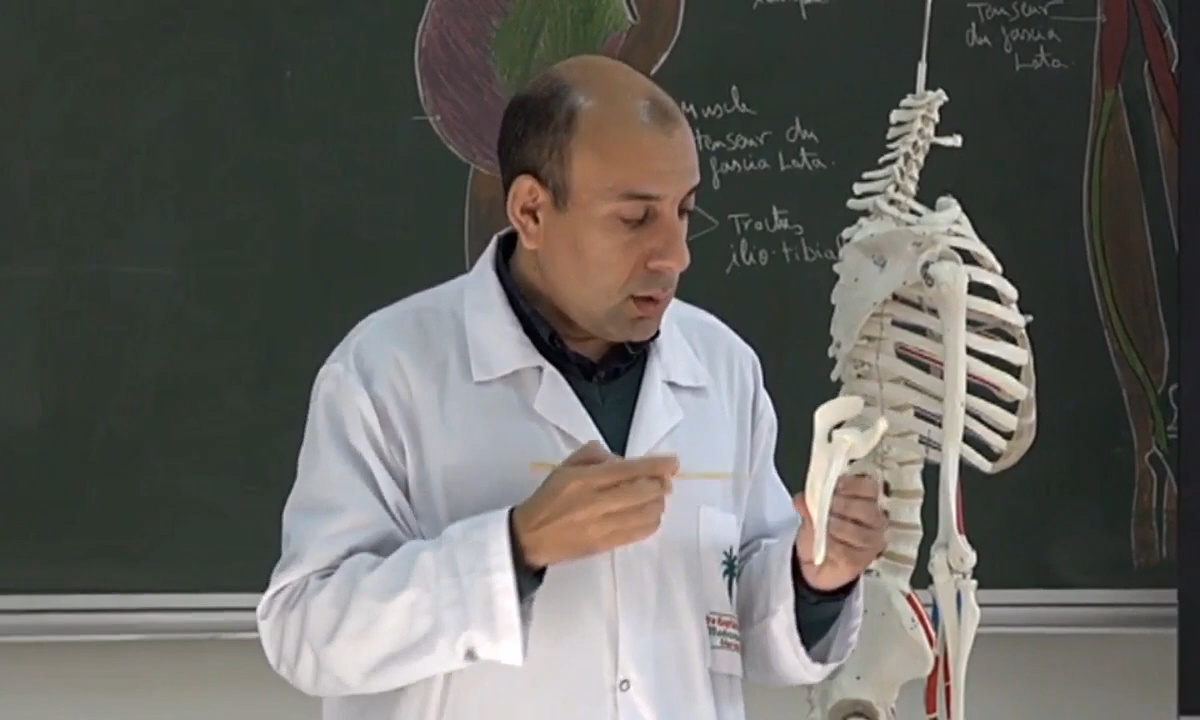 Tenseur
du fascia
Lata.
Muscle
tenseur du
fascia Lata.
Tractus
ilio-tibial